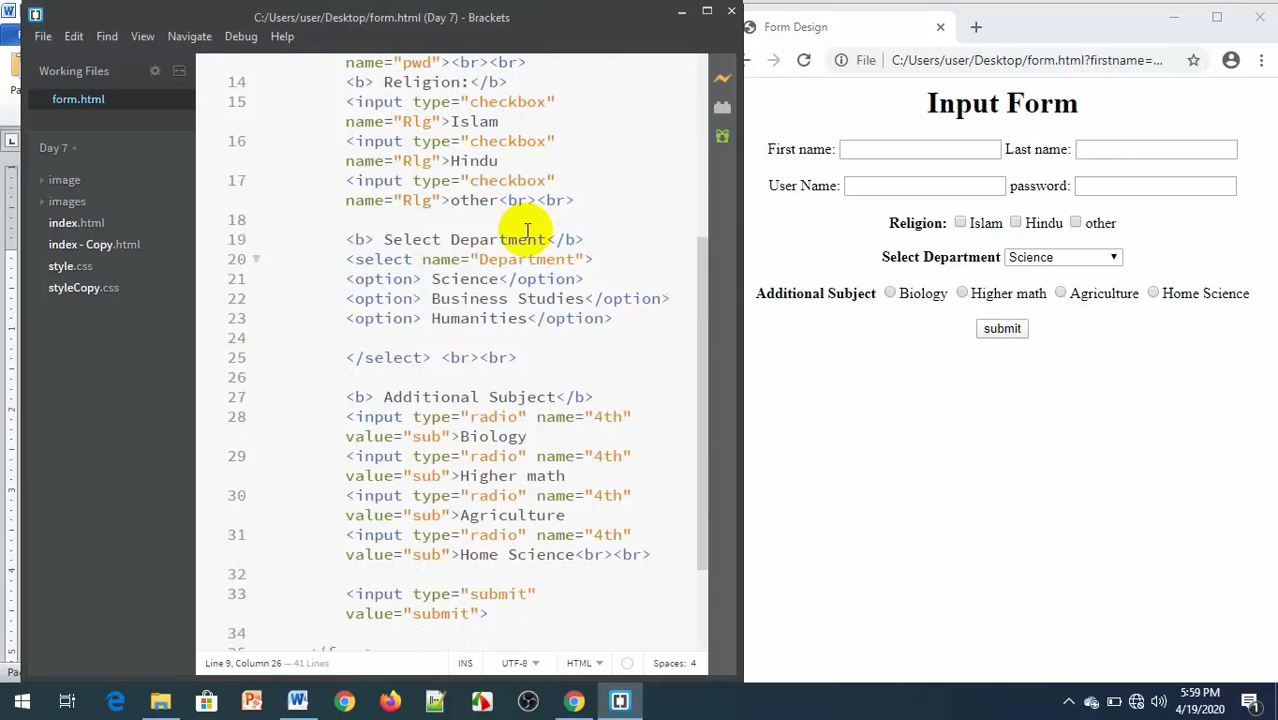 C:/Users/user/Desktop/form.html (Day 7) - Brackets
File Edit Find View Navigate Debug Help
Working Files
form.html
Day 7
image
images
index.html
index - Copy.html
style.css
styleCopy.css
name="pwd"><br><br>
14 <b> Religion:</b>
15 <input type="checkbox"
name="Rlg">Islam
16 <input type="checkbox"
name="Rlg">Hindu
17 <input type="checkbox"
name="Rlg">other<br><br>
18
19 <b> Select Department</b>
20 <select name="Department">
21 <option> Science</option>
22 <option> Business Studies</option>
23 <option> Humanities</option>
24
25 </select> <br><br>
26
27 <b> Additional Subject</b>
28 <input type="radio" name="4th"
value="sub">Biology
29 <input type="radio" name="4th"
value="sub">Higher math
30 <input type="radio" name="4th"
value="sub">Agriculture
31 <input type="radio" name="4th"
value="sub">Home Science<br><br>
32
33 <input type="submit"
value="submit">
34
Line 9, Column 26 — 41 Lines
INS UTF-8 HTML Spaces: 4
Form Design
File C:/Users/user/Desktop/form.html?firstname=...
Input Form
First name: Last name:
User Name: password:
Religion: Islam Hindu other
Select Department Science
Additional Subject Biology Higher math Agriculture Home Science
submit
5:59 PM
4/19/2020
1